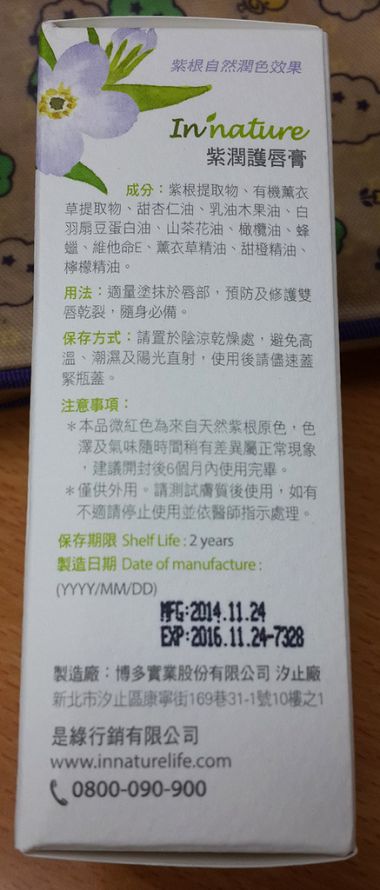 紫根自然潤色效果
In'nature
紫潤護唇膏
成分：紫根提取物、有機薰衣
草提取物、甜杏仁油、乳油木果油、白
羽扇豆蛋白油、山茶花油、橄欖油、蜂
蠟、維他命E、薰衣草精油、甜橙精油、
檸檬精油。
用法：適量塗抹於唇部，預防及修護雙
唇乾裂，隨身必備。
保存方式：請置於陰涼乾燥處，避免高
溫、潮濕及陽光直射，使用後請儘速蓋
緊瓶蓋。
注意事項：
＊本品微紅色為來自天然紫根原色，色
澤及氣味隨時間稍有差異屬正常現象
，建議開封後6個月內使用完畢。
＊僅供外用。請測試膚質後使用，如有
不適請停止使用並依醫師指示處理。
保存期限 Shelf Life : 2 years
製造日期 Date of manufacture :
(YYYY/MM/DD)
MFG:2014.11.24
EXP:2016.11.24-7328
製造廠：博多實業股份有限公司 汐止廠
新北市汐止區康寧街169巷31-1號10樓之1
是綠行銷有限公司
www.innaturelife.com
0800-090-900